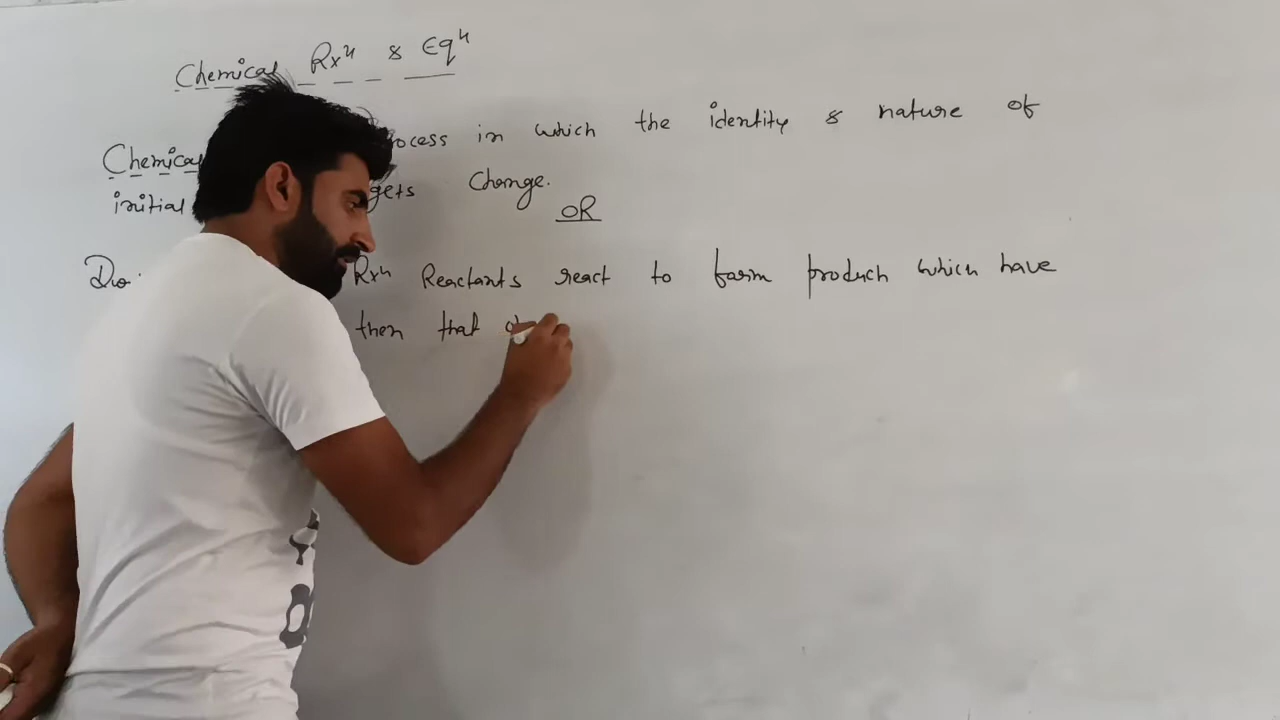 Chemical Rxⁿ & Eqⁿ
Chemical ocess in which the identity & nature of
initial gets Change.
OR
Rxⁿ Reactants react to form product which have
then that